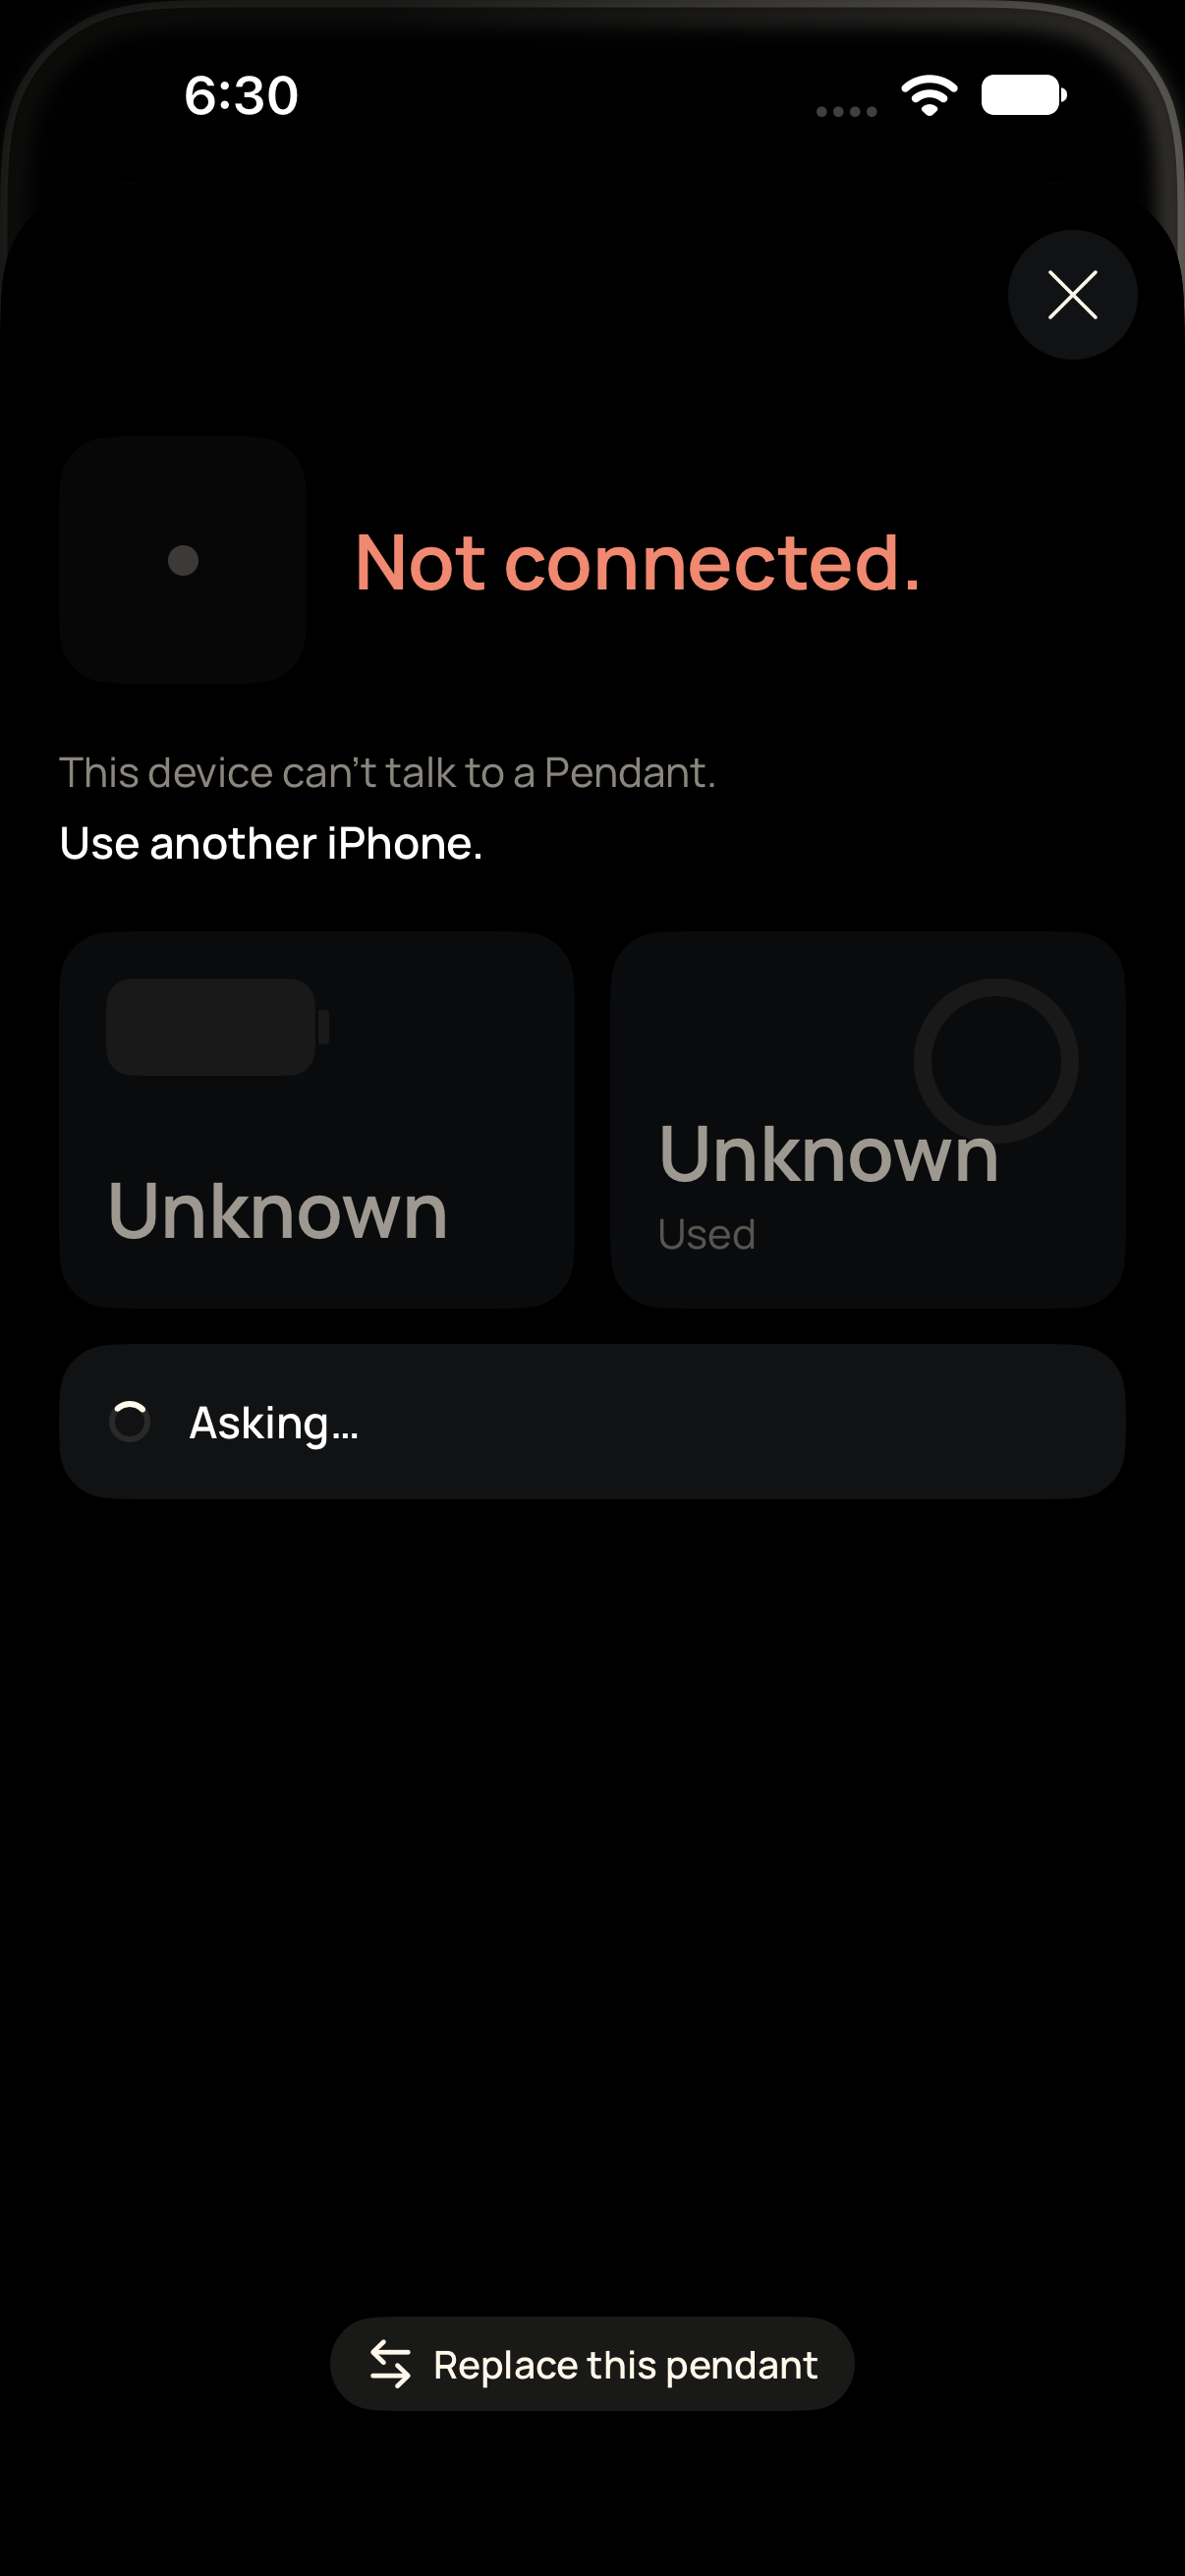 6:30
Not connected.
This device can’t talk to a Pendant.
Use another iPhone.
Unknown
Unknown
Used
Asking…
Replace this pendant